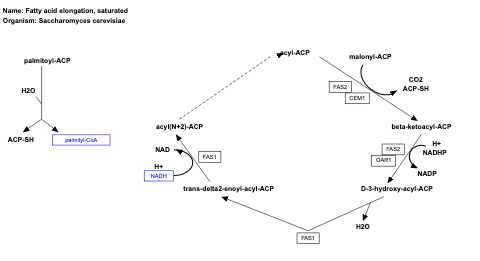 Name: Fatty acid elongation, saturated
Organism: Saccharomyces cerevisiae
acyl-ACP
malonyl-ACP
palmitoyl-ACP
CO2
ACP-SH
FAS2
CEM1
H2O
acyl(N+2)-ACP
beta-ketoacyl-ACP
ACP-SH
palmityl-CoA
NAD
FAS1
H+
NADH
FAS2
OAR1
H+
NADHP
NADP
trans-delta2-enoyl-acyl-ACP
D-3-hydroxy-acyl-ACP
H2O
FAS1